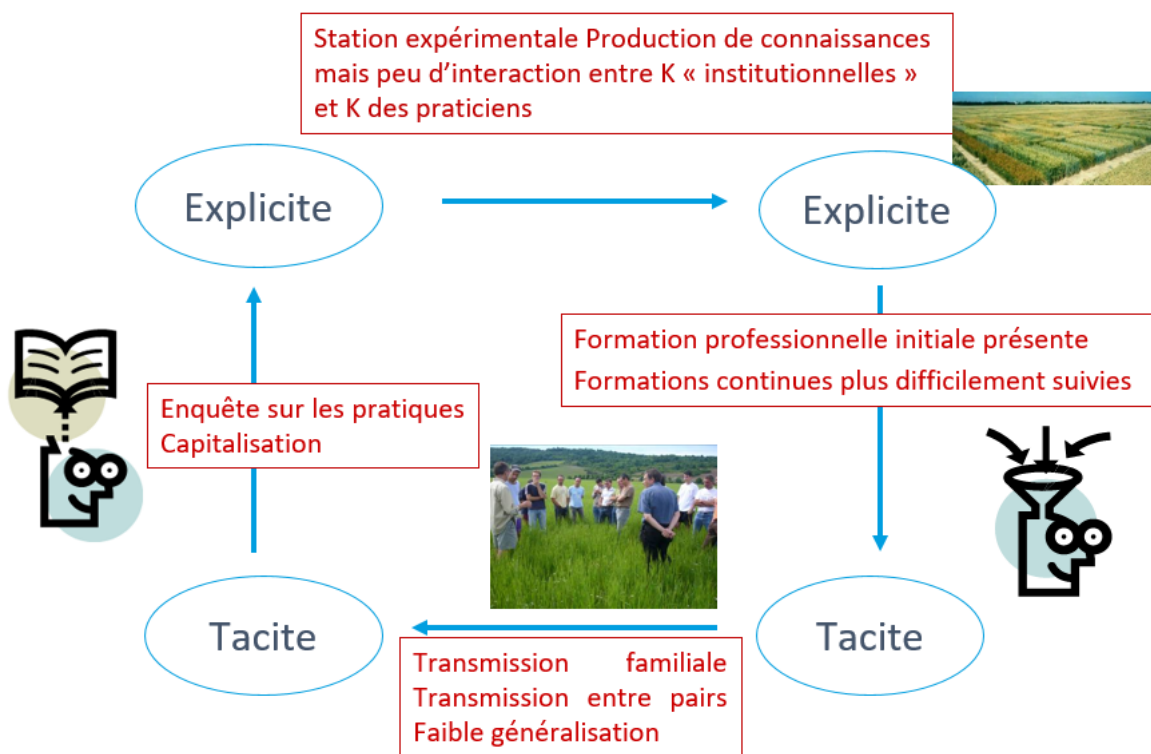 Station expérimentale Production de connaissances
mais peu d’interaction entre K « institutionnelles »
et K des praticiens
Explicite
Explicite
Formation professionnelle initiale présente
Formations continues plus difficilement suivies
Enquête sur les pratiques
Capitalisation
Tacite
Tacite
Transmission familiale
Transmission entre pairs
Faible généralisation